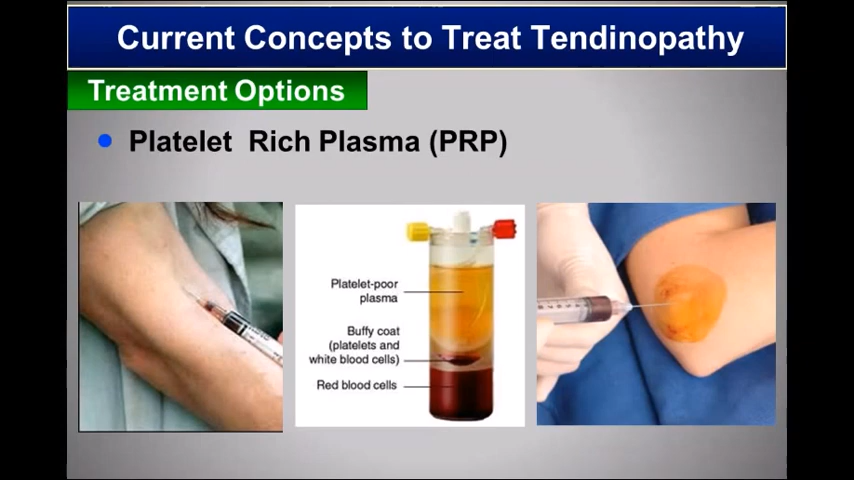 Current Concepts to Treat Tendinopathy
Treatment Options
Platelet Rich Plasma (PRP)
Platelet-poor
plasma
Buffy coat
(platelets and
white blood cells)
Red blood cells